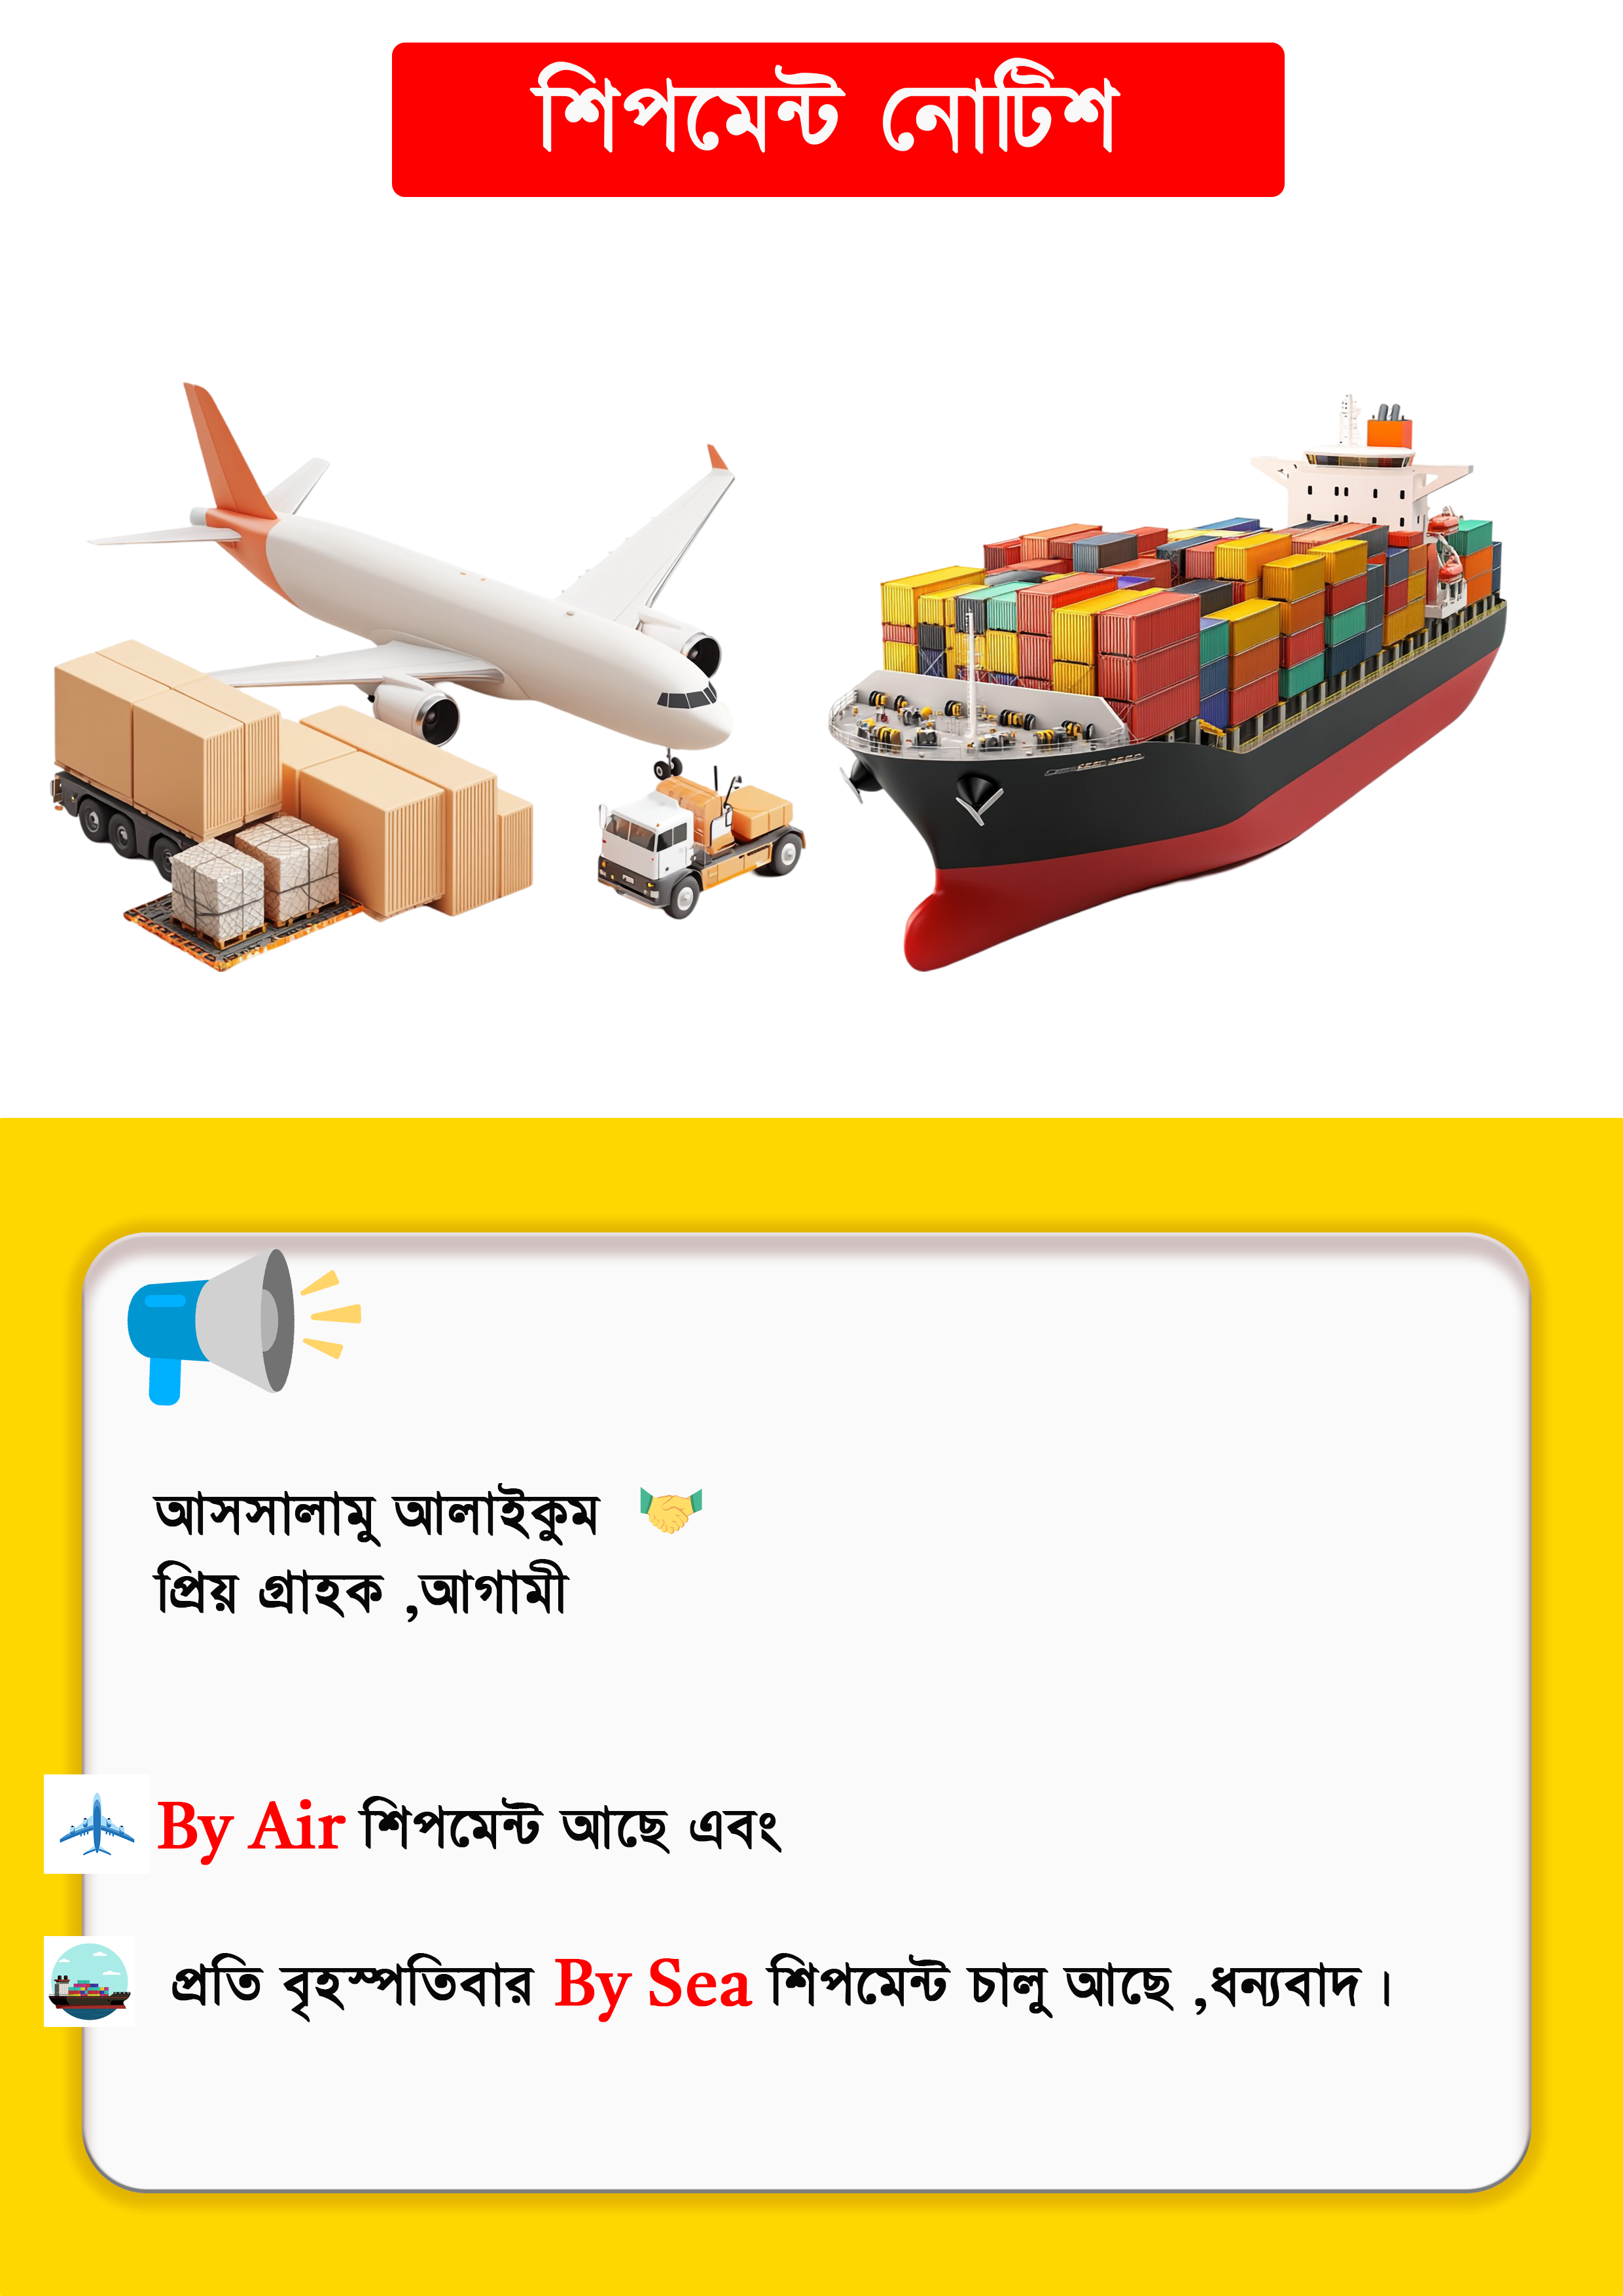 শিপমেন্ট নোটিশ
আসসালামু আলাইকুম
প্রিয় গ্রাহক ,আগামী
By Air শিপমেন্ট আছে এবং
প্রতি বৃহস্পতিবার By Sea শিপমেন্ট চালু আছে ,ধন্যবাদ।